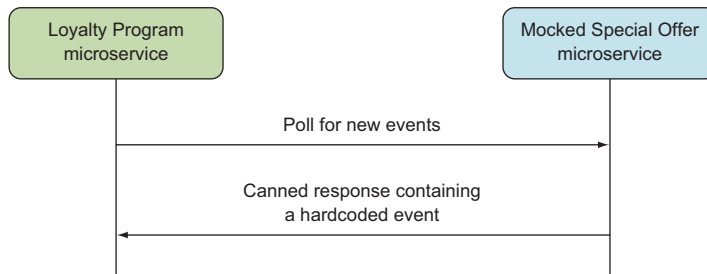 Loyalty Program
microservice
Mocked Special Offer
microservice
Poll for new events
Canned response containing
a hardcoded event